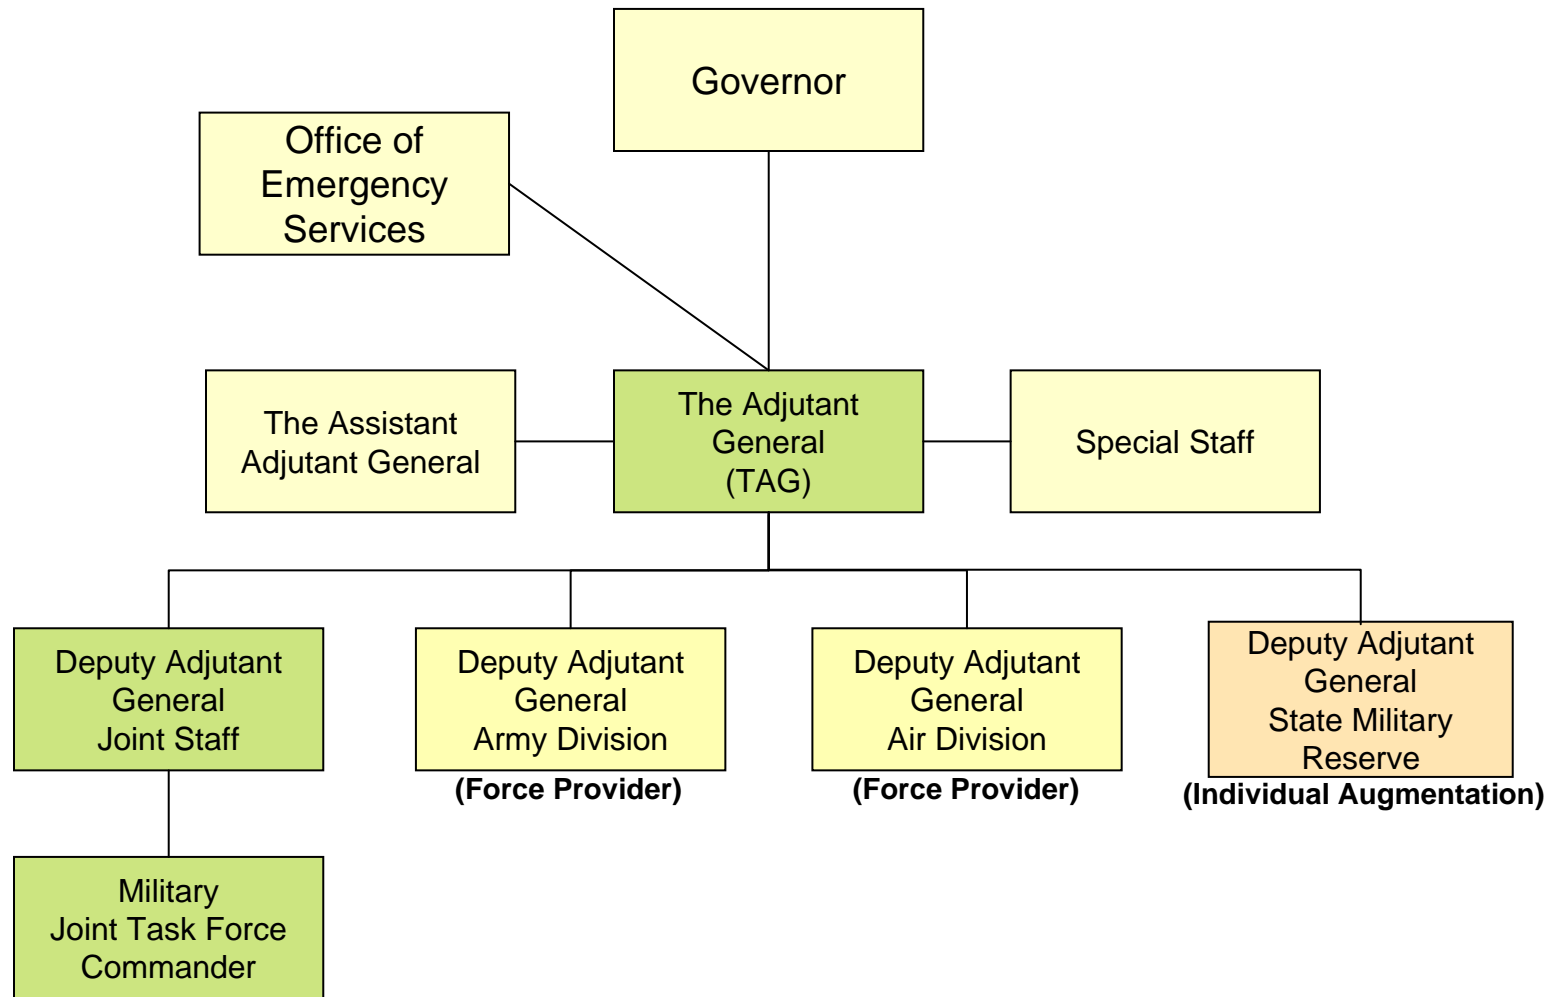 Governor
Office of
Emergency
Services
The Assistant
Adjutant General
The Adjutant
General
(TAG)
Special Staff
Deputy Adjutant
General
Joint Staff
Deputy Adjutant
General
Army Division
(Force Provider)
Deputy Adjutant
General
Air Division
(Force Provider)
Deputy Adjutant
General
State Military
Reserve
(Individual Augmentation)
Military
Joint Task Force
Commander